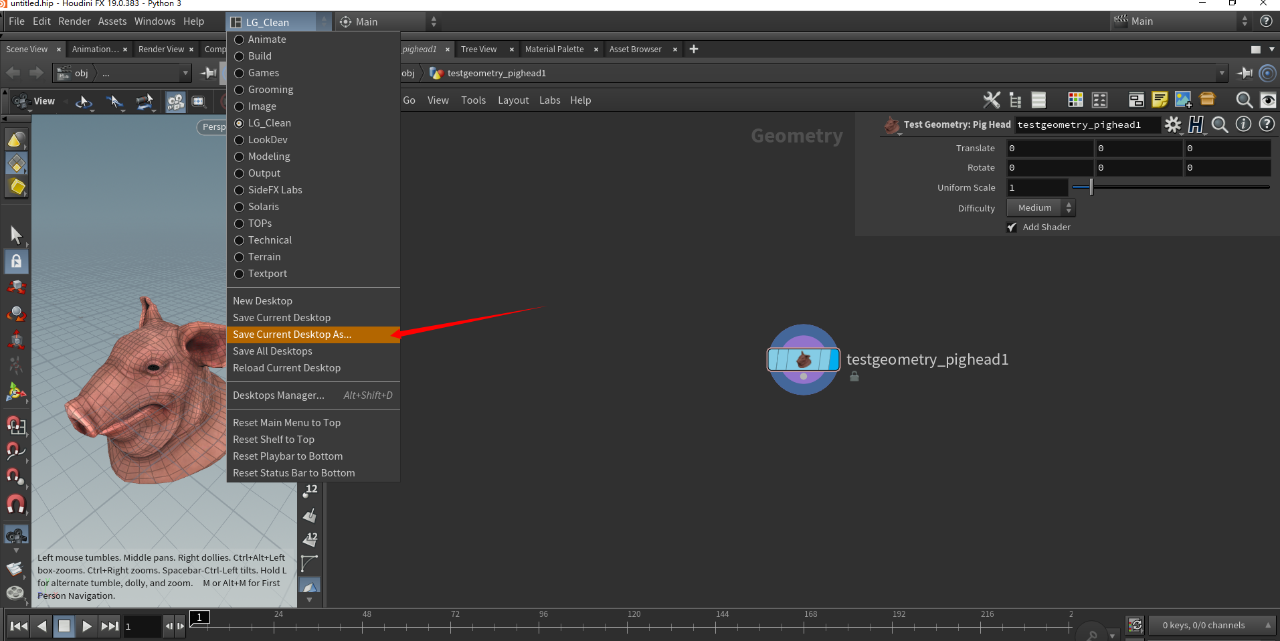 untitled.hip - Houdini FX 19.0.383 - Python 3
File Edit Render Assets Windows Help LG_Clean Main Main
Scene View Animation... Render View Comp pighead1 Tree View Material Palette Asset Browser
obj ... obj testgeometry_pighead1
View Go View Tools Layout Labs Help
Persp
Geometry
Test Geometry: Pig Head testgeometry_pighead1
Translate 0 0 0
Rotate 0 0 0
Uniform Scale 1
Difficulty Medium
Add Shader
Animate
Build
Games
Grooming
Image
LG_Clean
LookDev
Modeling
Output
SideFX Labs
Solaris
TOPs
Technical
Terrain
Textport
New Desktop
Save Current Desktop
Save Current Desktop As...
Save All Desktops
Reload Current Desktop
Desktops Manager... Alt+Shift+D
Reset Main Menu to Top
Reset Shelf to Top
Reset Playbar to Bottom
Reset Status Bar to Bottom
testgeometry_pighead1
12
12
Left mouse tumbles. Middle pans. Right dollies. Ctrl+Alt+Left
box-zooms. Ctrl+Right zooms. Spacebar-Ctrl-Left tilts. Hold L
for alternate tumble, dolly, and zoom. M or Alt+M for First
Person Navigation.
1 1 24 48 72 96 120 144 168 192 216 2
0 keys, 0/0 channels